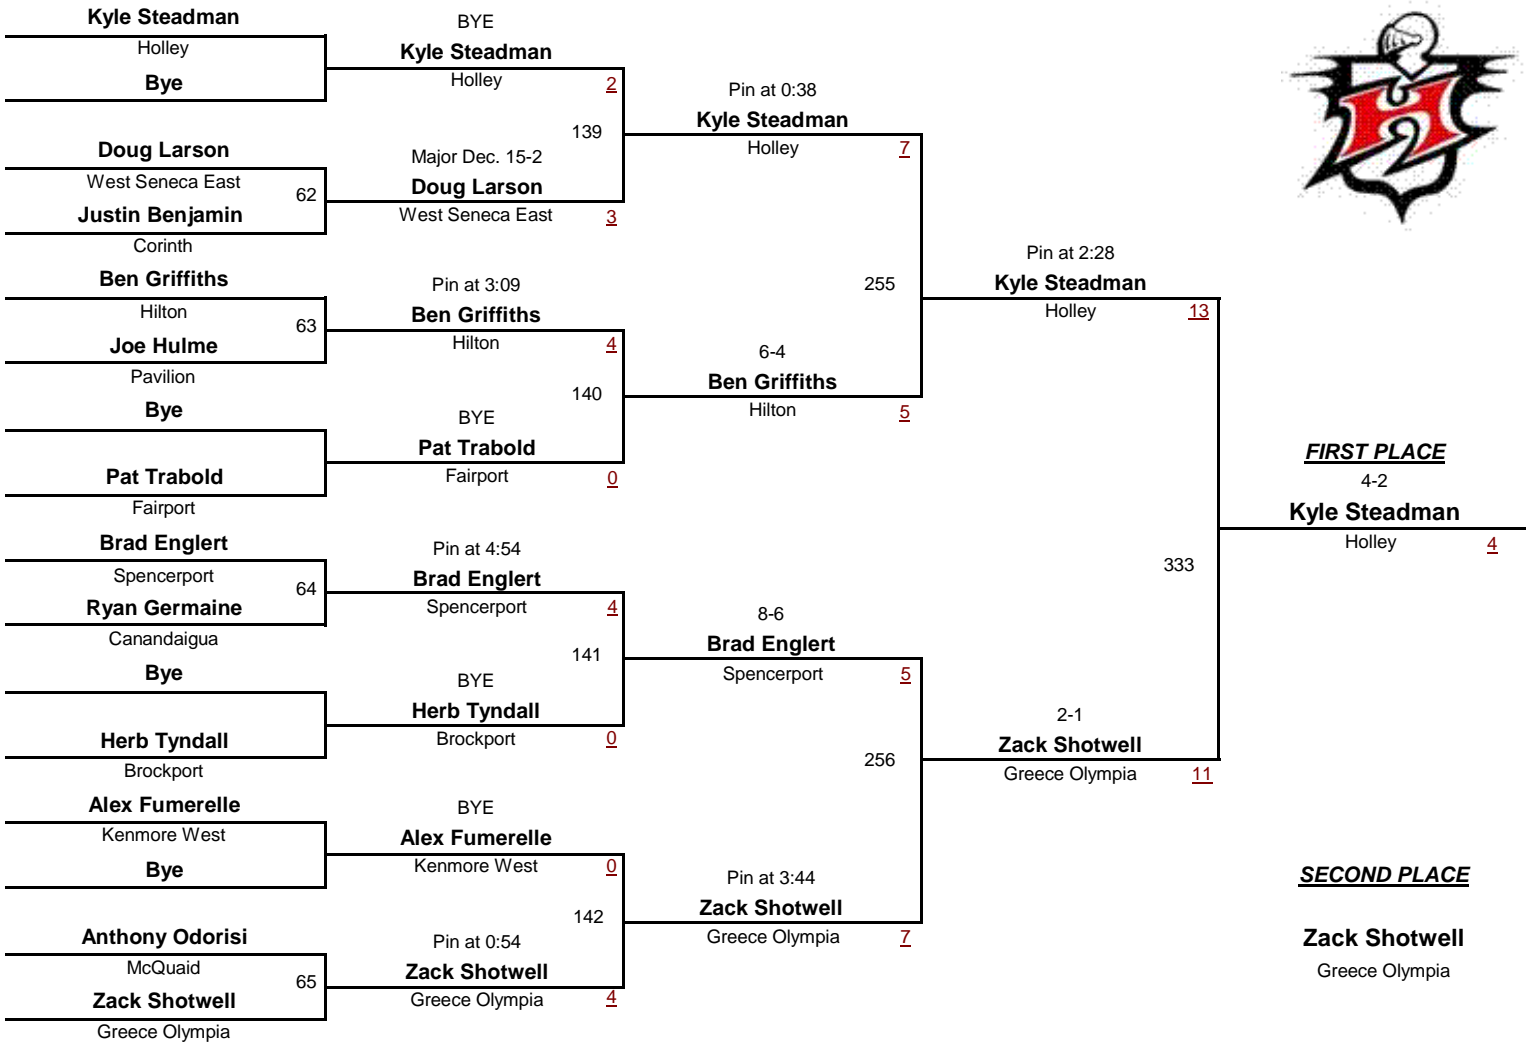 Kyle Steadman
Holley
Bye
Doug Larson
West Seneca East
62
Justin Benjamin
Corinth
Ben Griffiths
Hilton
63
Joe Hulme
Pavilion
Bye
Pat Trabold
Fairport
Brad Englert
Spencerport
64
Ryan Germaine
Canandaigua
Bye
Herb Tyndall
Brockport
Alex Fumerelle
Kenmore West
Bye
Anthony Odorisi
McQuaid
65
Zack Shotwell
Greece Olympia
BYE
Kyle Steadman
Holley
2
139
Major Dec. 15-2
Doug Larson
West Seneca East
3
Pin at 3:09
Ben Griffiths
Hilton
4
140
BYE
Pat Trabold
Fairport
0
Pin at 4:54
Brad Englert
Spencerport
4
141
BYE
Herb Tyndall
Brockport
0
BYE
Alex Fumerelle
Kenmore West
0
142
Pin at 0:54
Zack Shotwell
Greece Olympia
4
Pin at 0:38
Kyle Steadman
Holley
7
255
6-4
Ben Griffiths
Hilton
5
8-6
Brad Englert
Spencerport
5
256
Pin at 3:44
Zack Shotwell
Greece Olympia
7
Pin at 2:28
Kyle Steadman
Holley
13
333
2-1
Zack Shotwell
Greece Olympia
11
H
FIRST PLACE
4-2
Kyle Steadman
Holley
4
SECOND PLACE
Zack Shotwell
Greece Olympia